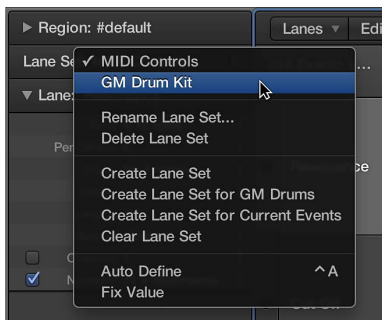 Region: #default
Lanes
Edi
Lane Se
✓ MIDI Controls
GM Drum Kit
Lane:
Rename Lane Set...
Delete Lane Set
Per
Create Lane Set
Create Lane Set for GM Drums
Create Lane Set for Current Events
Clear Lane Set
Auto Define ^A
Fix Value